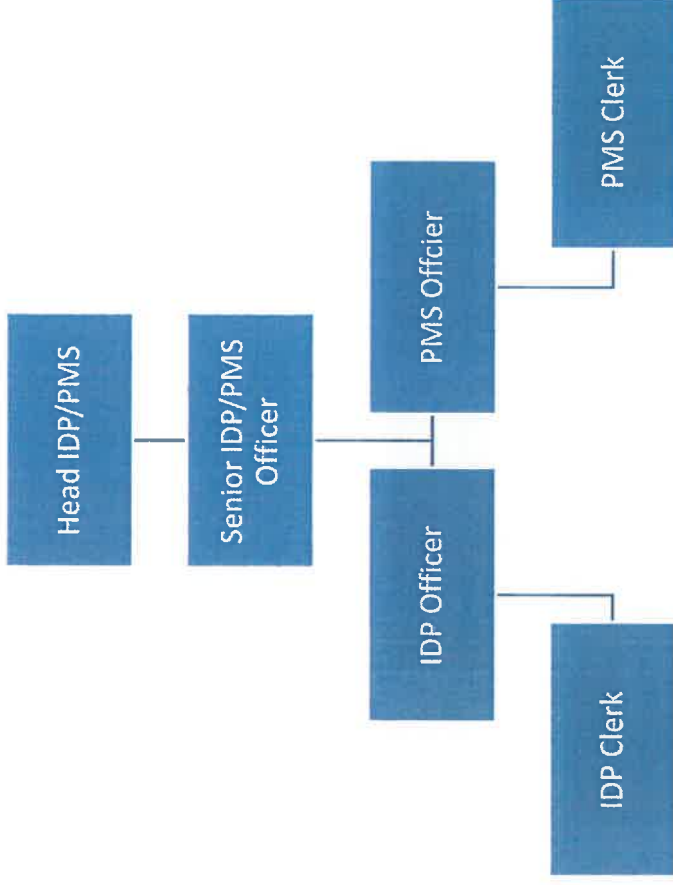 Head IDP/PMS
Senior IDP/PMS
Officer
IDP Officer
PMS Offcier
IDP Clerk
PMS Clerk